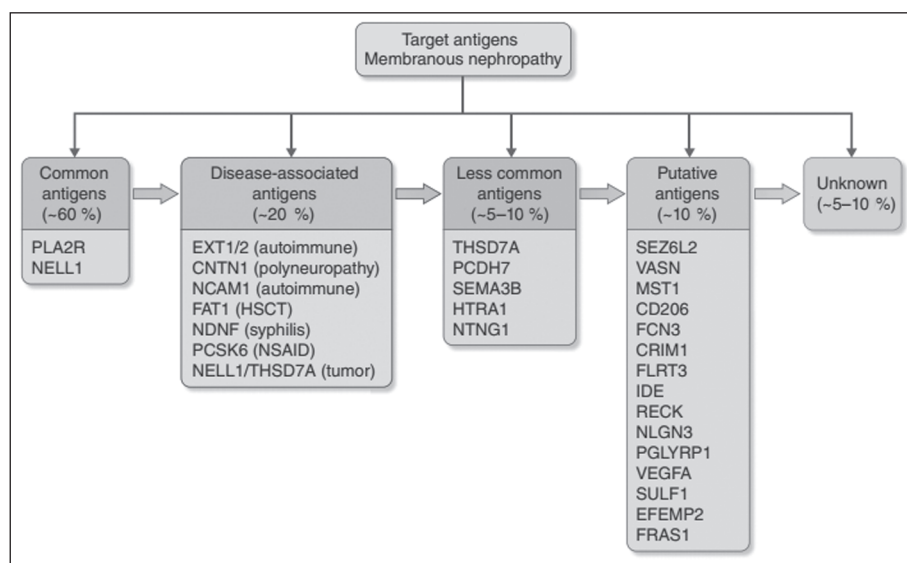 Target antigens
Membranous nephropathy
Common
antigens
(~60 %)
PLA2R
NELL1
Disease-associated
antigens
(~20 %)
EXT1/2 (autoimmune)
CNTN1 (polyneuropathy)
NCAM1 (autoimmune)
FAT1 (HSCT)
NDNF (syphilis)
PCSK6 (NSAID)
NELL1/THSD7A (tumor)
Less common
antigens
(~5–10 %)
THSD7A
PCDH7
SEMA3B
HTRA1
NTNG1
Putative
antigens
(~10 %)
SEZ6L2
VASN
MST1
CD206
FCN3
CRIM1
FLRT3
IDE
RECK
NLGN3
PGLYRP1
VEGFA
SULF1
EFEMP2
FRAS1
Unknown
(~5–10 %)